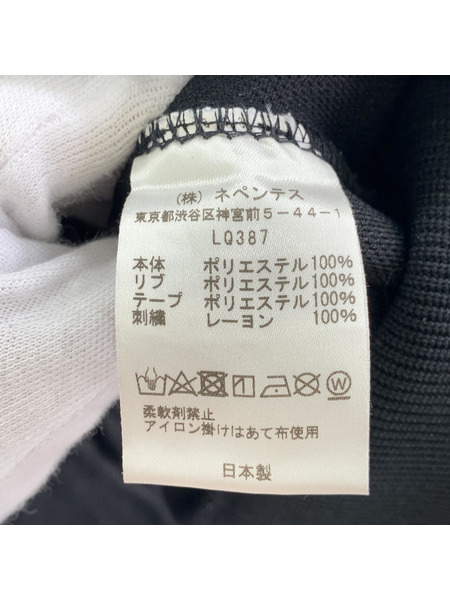 (株) ネペンテス
東京都渋谷区神宮前5-44-1
LQ387
本体 ポリエステル100%
リブ ポリエステル100%
テープ ポリエステル100%
刺繍 レーヨン 100%
柔軟剤禁止
アイロン掛けはあて布使用
日本製